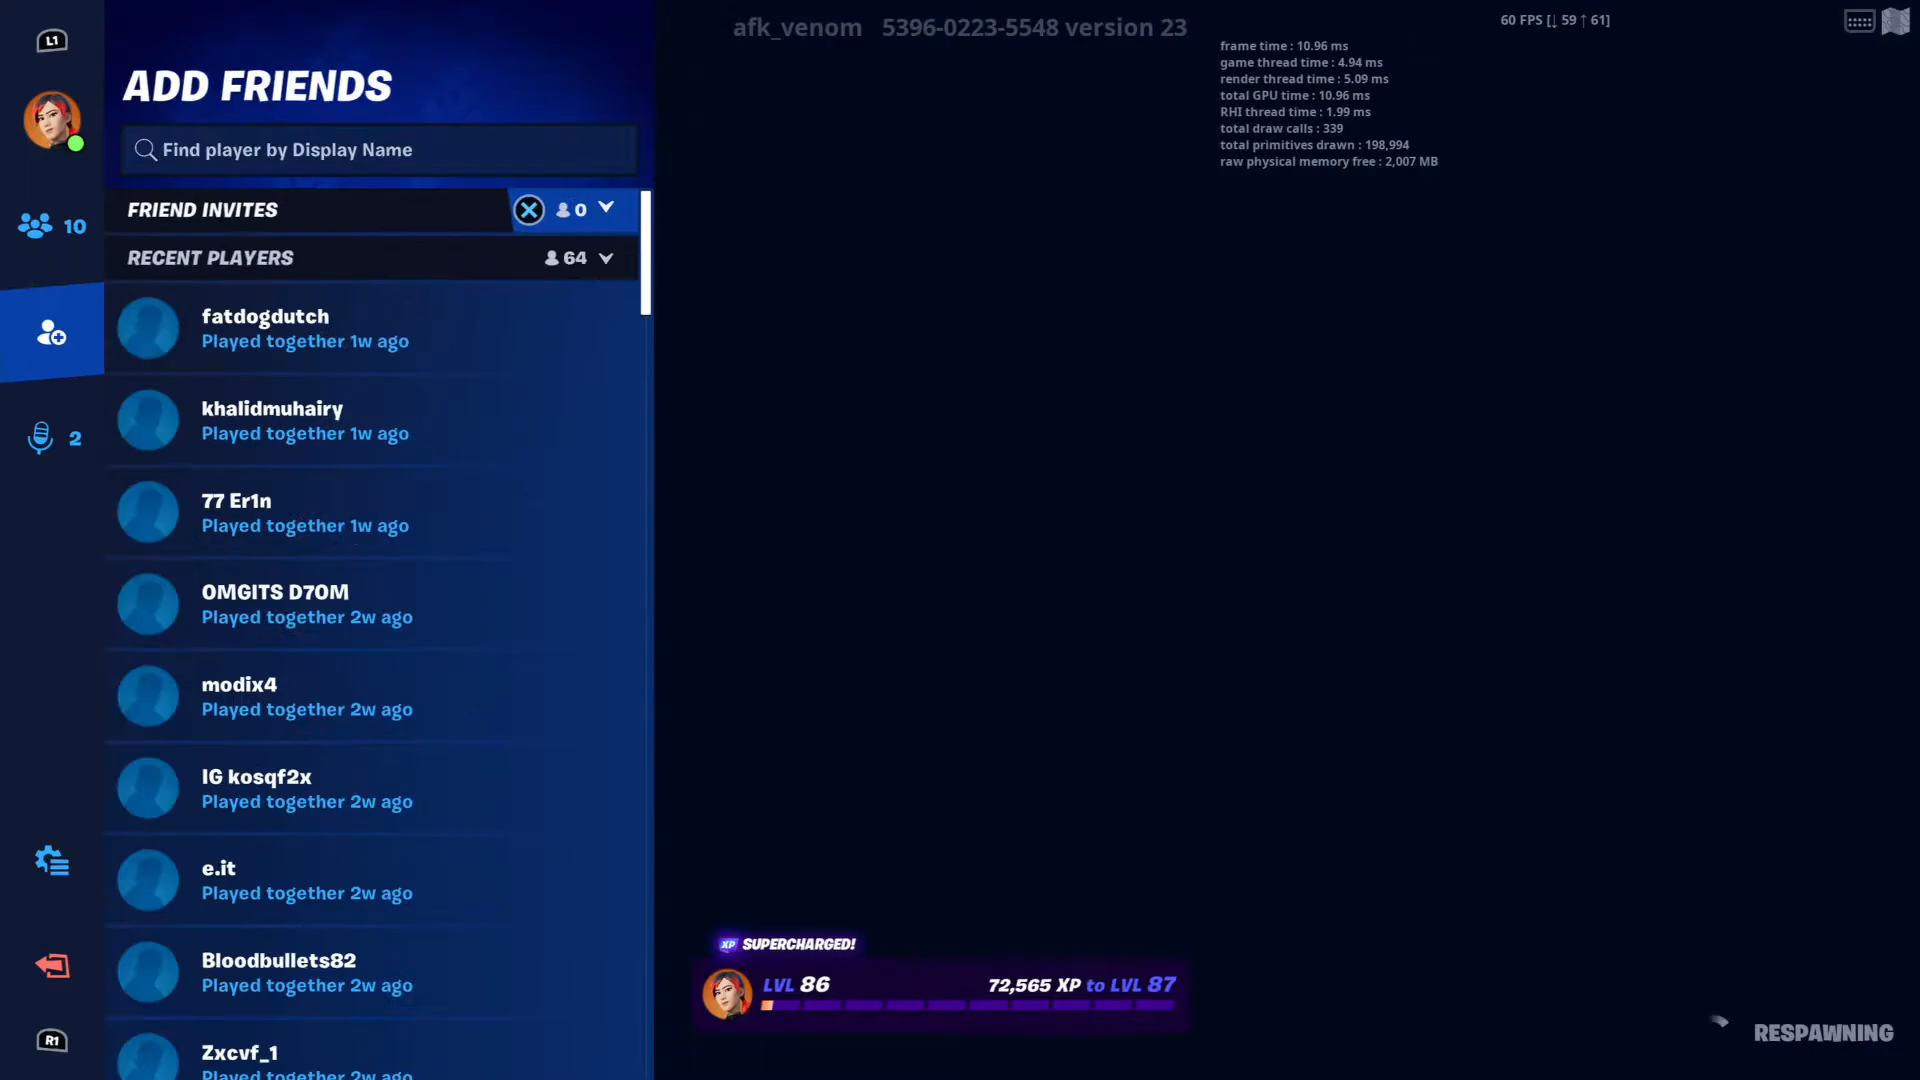 L1
afk_venom 5396-0223-5548 version 23
60 FPS [↓ 59 ↑ 61]
frame time : 10.96 ms
game thread time : 4.94 ms
render thread time : 5.09 ms
total GPU time : 10.96 ms
RHI thread time : 1.99 ms
total draw calls : 339
total primitives drawn : 198,994
raw physical memory free : 2,007 MB
ADD FRIENDS
Find player by Display Name
FRIEND INVITES 0
10
RECENT PLAYERS 64
fatdogdutch
Played together 1w ago
khalidmuhairy
Played together 1w ago
2
77 Er1n
Played together 1w ago
OMGITS D7OM
Played together 2w ago
modix4
Played together 2w ago
IG kosqf2x
Played together 2w ago
e.it
Played together 2w ago
Bloodbullets82
Played together 2w ago
Zxcvf_1
Played together 2w ago
R1
XP SUPERCHARGED!
LVL 86 72,565 XP to LVL 87
RESPAWNING